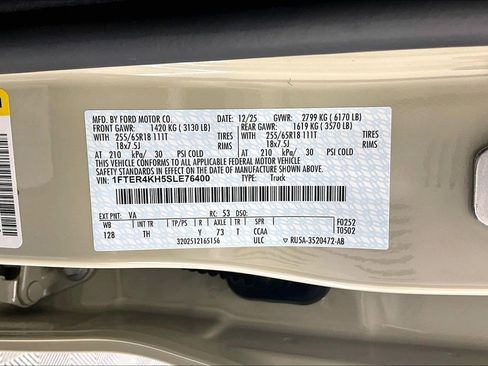 MFD. BY FORD MOTOR CO. 12/25 GVWR: 2799 KG ( 6170 LB)
FRONT GAWR: 1420 KG ( 3130 LB) REAR GAWR: 1619 KG ( 3570 LB)
WITH 255/65R18 111T Tires WITH 255/65R18 111T Tires
18x7.5J Rims 18x7.5J Rims
AT 210 kPa/ 30 PSI COLD AT 210 kPa/ 30 PSI COLD
THIS VEHICLE CONFORMS TO ALL APPLICABLE FEDERAL MOTOR VEHICLE
SAFETY STANDARDS IN EFFECT ON THE DATE OF MANUFACTURE SHOWN ABOVE.
VIN: 1FTER4KH5SLE76400 TYPE: Truck
EXT PNT: VA RC: 53 DSO:
WB INT TR TP/PS R AXLE TR SPR F0252
128 TH Y 73 T CCAA T0502
3202512165156 ULC RU5A-3520472-AB